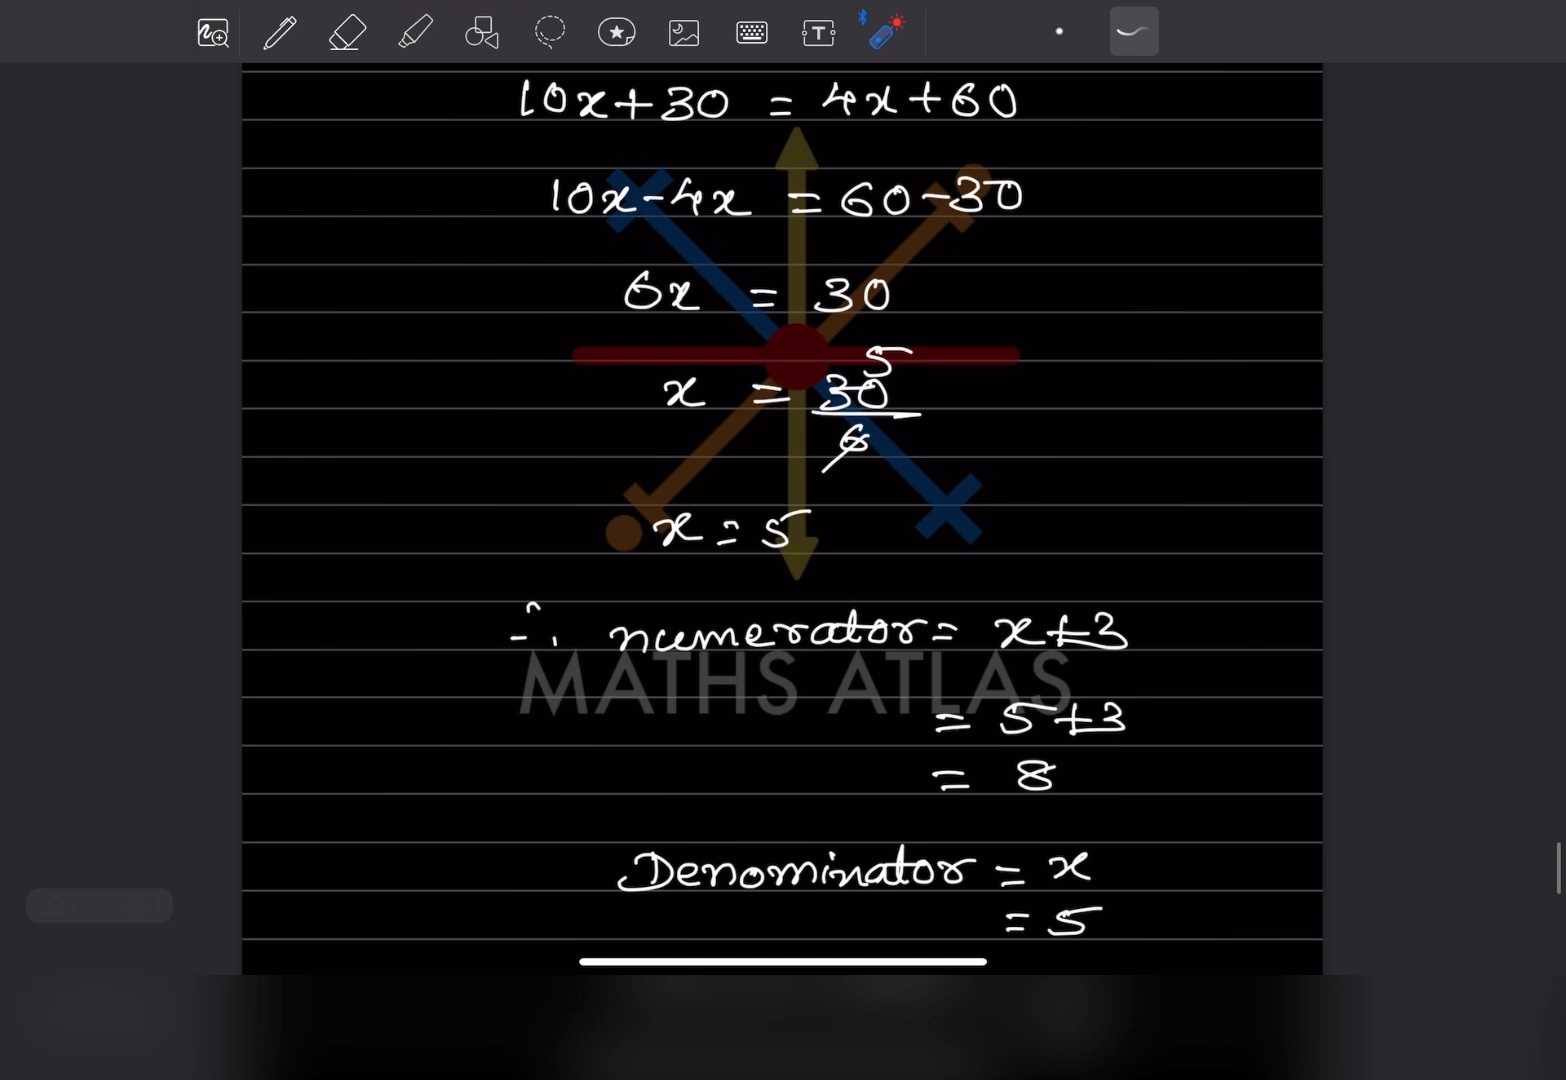 10x+30 = 4x+60
10x-4x = 60-30
6x = 30
5
x = 30
6
x = 5
∴ numerator = x+3
MATHS ATLAS
= 5+3
= 8
Denominator = x
= 5